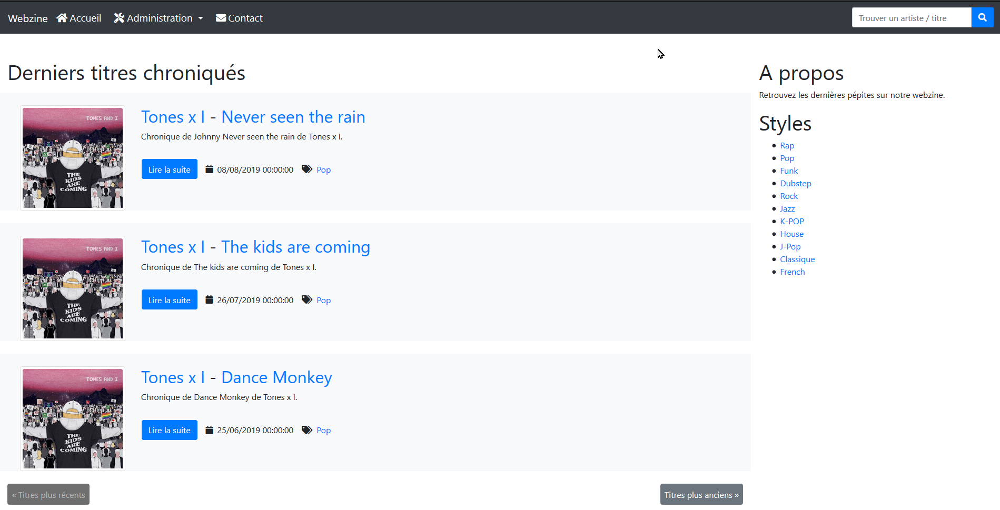 Webzine Accueil Administration Contact
Trouver un artiste / titre
Derniers titres chroniqués
TONES AND I
THE KIDS ARE COMING
Tones x I - Never seen the rain
Chronique de Johnny Never seen the rain de Tones x I.
Lire la suite 08/08/2019 00:00:00 Pop
TONES AND I
THE KIDS ARE COMING
Tones x I - The kids are coming
Chronique de The kids are coming de Tones x I.
Lire la suite 26/07/2019 00:00:00 Pop
TONES AND I
THE KIDS ARE COMING
Tones x I - Dance Monkey
Chronique de Dance Monkey de Tones x I.
Lire la suite 25/06/2019 00:00:00 Pop
« Titres plus récents
Titres plus anciens »
A propos
Retrouvez les dernières pépites sur notre webzine.
Styles
Rap
Pop
Funk
Dubstep
Rock
Jazz
K-POP
House
J-Pop
Classique
French